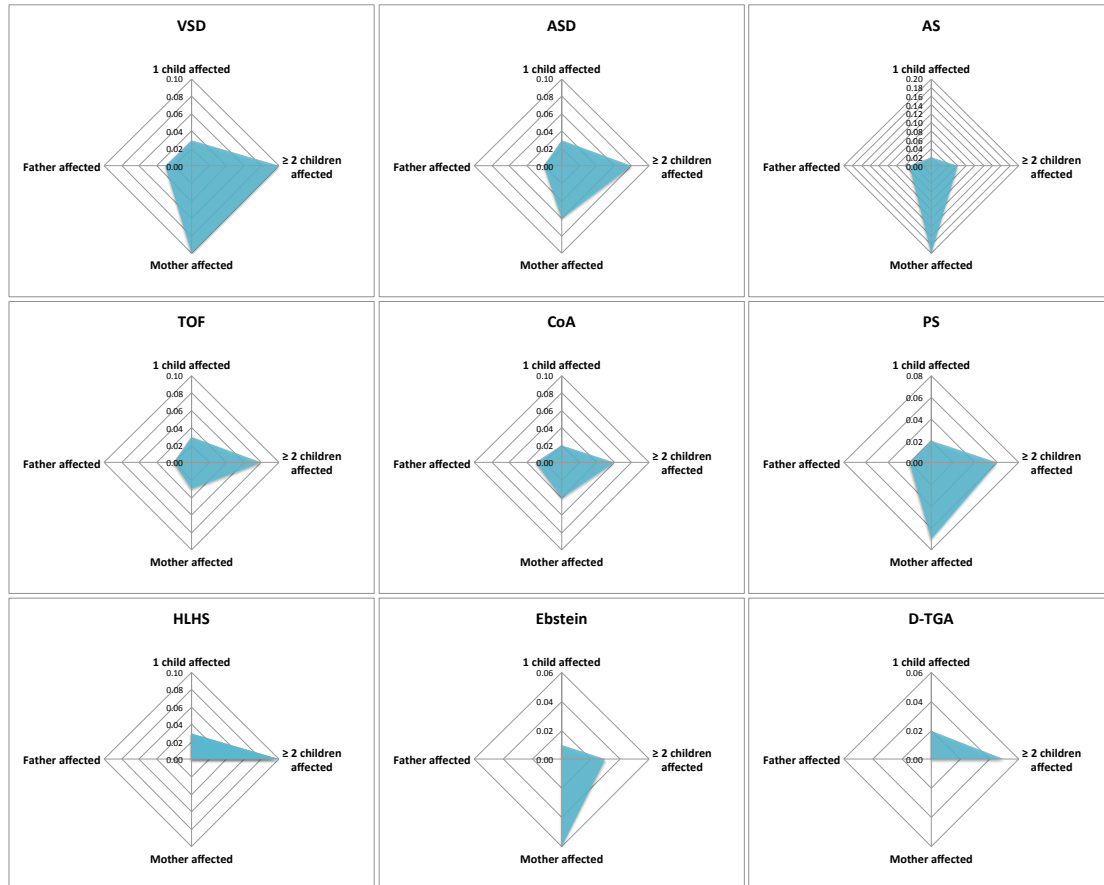 VSD
1 child affected
0.10
0.08
0.06
0.04
0.02
0.00
Father affected
≥ 2 children
affected
Mother affected
ASD
1 child affected
0.10
0.08
0.06
0.04
0.02
0.00
Father affected
≥ 2 children
affected
Mother affected
AS
1 child affected
0.20
0.18
0.16
0.14
0.12
0.10
0.08
0.06
0.04
0.02
0.00
Father affected
≥ 2 children
affected
Mother affected
TOF
1 child affected
0.10
0.08
0.06
0.04
0.02
0.00
Father affected
≥ 2 children
affected
Mother affected
CoA
1 child affected
0.10
0.08
0.06
0.04
0.02
0.00
Father affected
≥ 2 children
affected
Mother affected
PS
1 child affected
0.08
0.06
0.04
0.02
0.00
Father affected
≥ 2 children
affected
Mother affected
HLHS
1 child affected
0.10
0.08
0.06
0.04
0.02
0.00
Father affected
≥ 2 children
affected
Mother affected
Ebstein
1 child affected
0.06
0.04
0.02
0.00
Father affected
≥ 2 children
affected
Mother affected
D-TGA
1 child affected
0.06
0.04
0.02
0.00
Father affected
≥ 2 children
affected
Mother affected